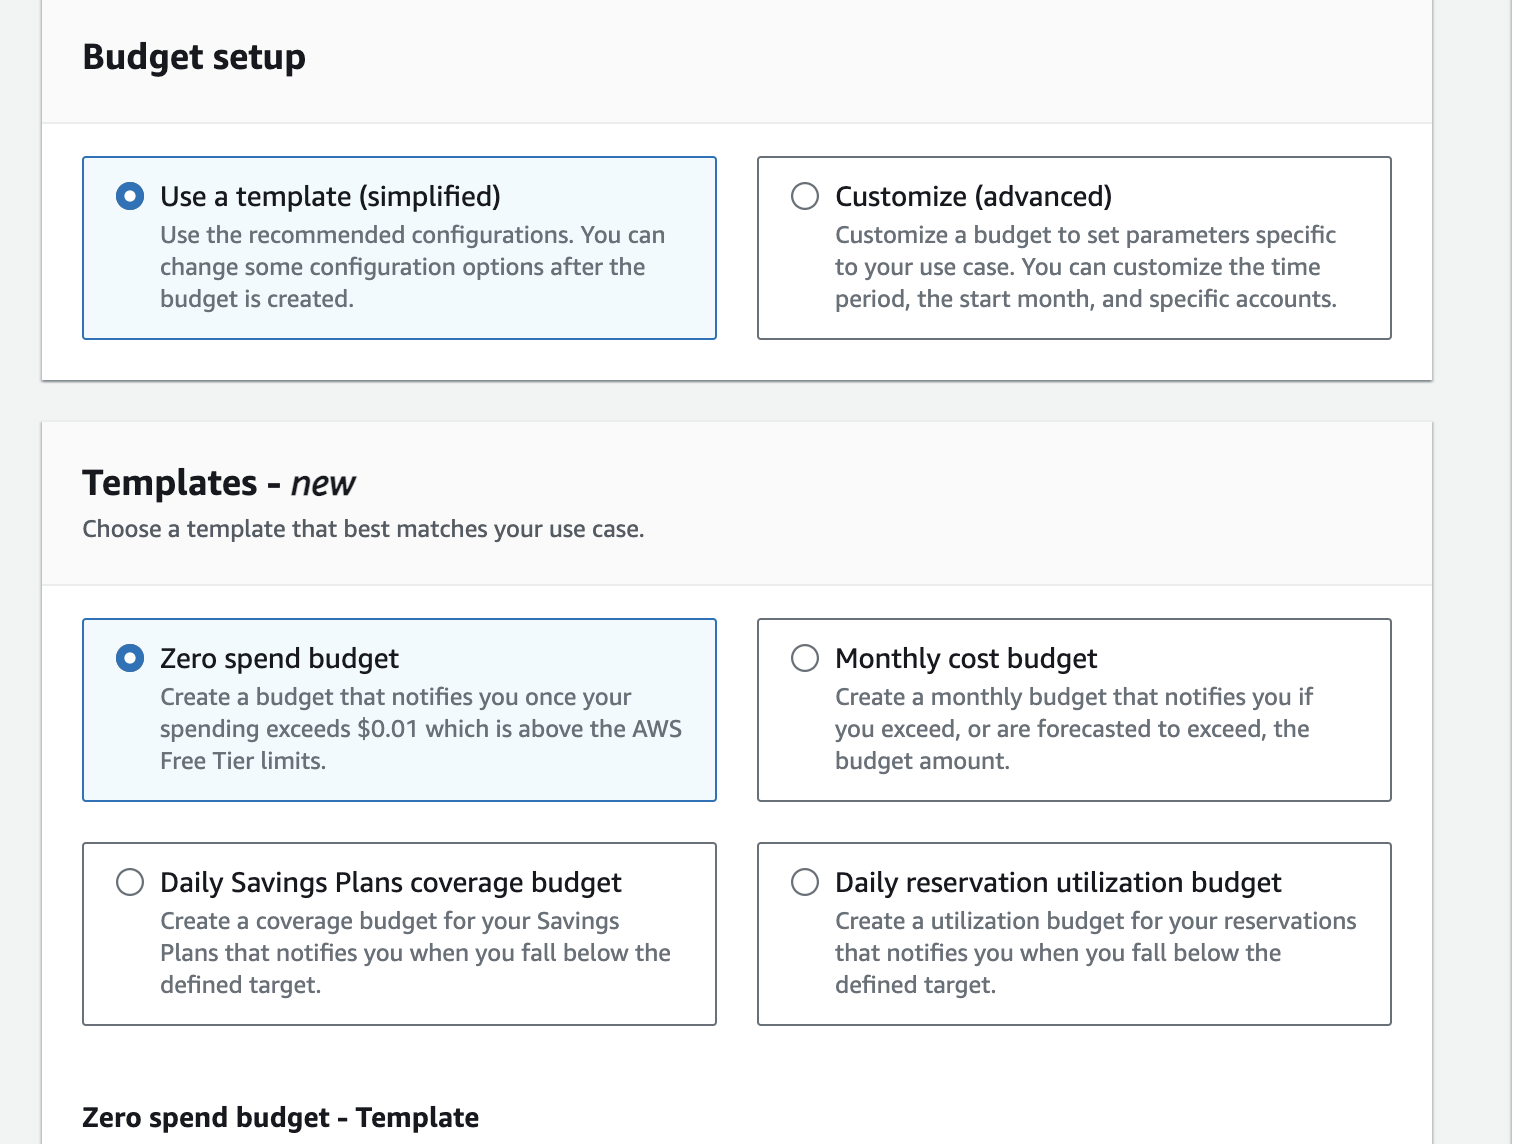 Budget setup
Use a template (simplified)
Use the recommended configurations. You can
change some configuration options after the
budget is created.
Customize (advanced)
Customize a budget to set parameters specific
to your use case. You can customize the time
period, the start month, and specific accounts.
Templates - new
Choose a template that best matches your use case.
Zero spend budget
Create a budget that notifies you once your
spending exceeds $0.01 which is above the AWS
Free Tier limits.
Monthly cost budget
Create a monthly budget that notifies you if
you exceed, or are forecasted to exceed, the
budget amount.
Daily Savings Plans coverage budget
Create a coverage budget for your Savings
Plans that notifies you when you fall below the
defined target.
Daily reservation utilization budget
Create a utilization budget for your reservations
that notifies you when you fall below the
defined target.
Zero spend budget - Template